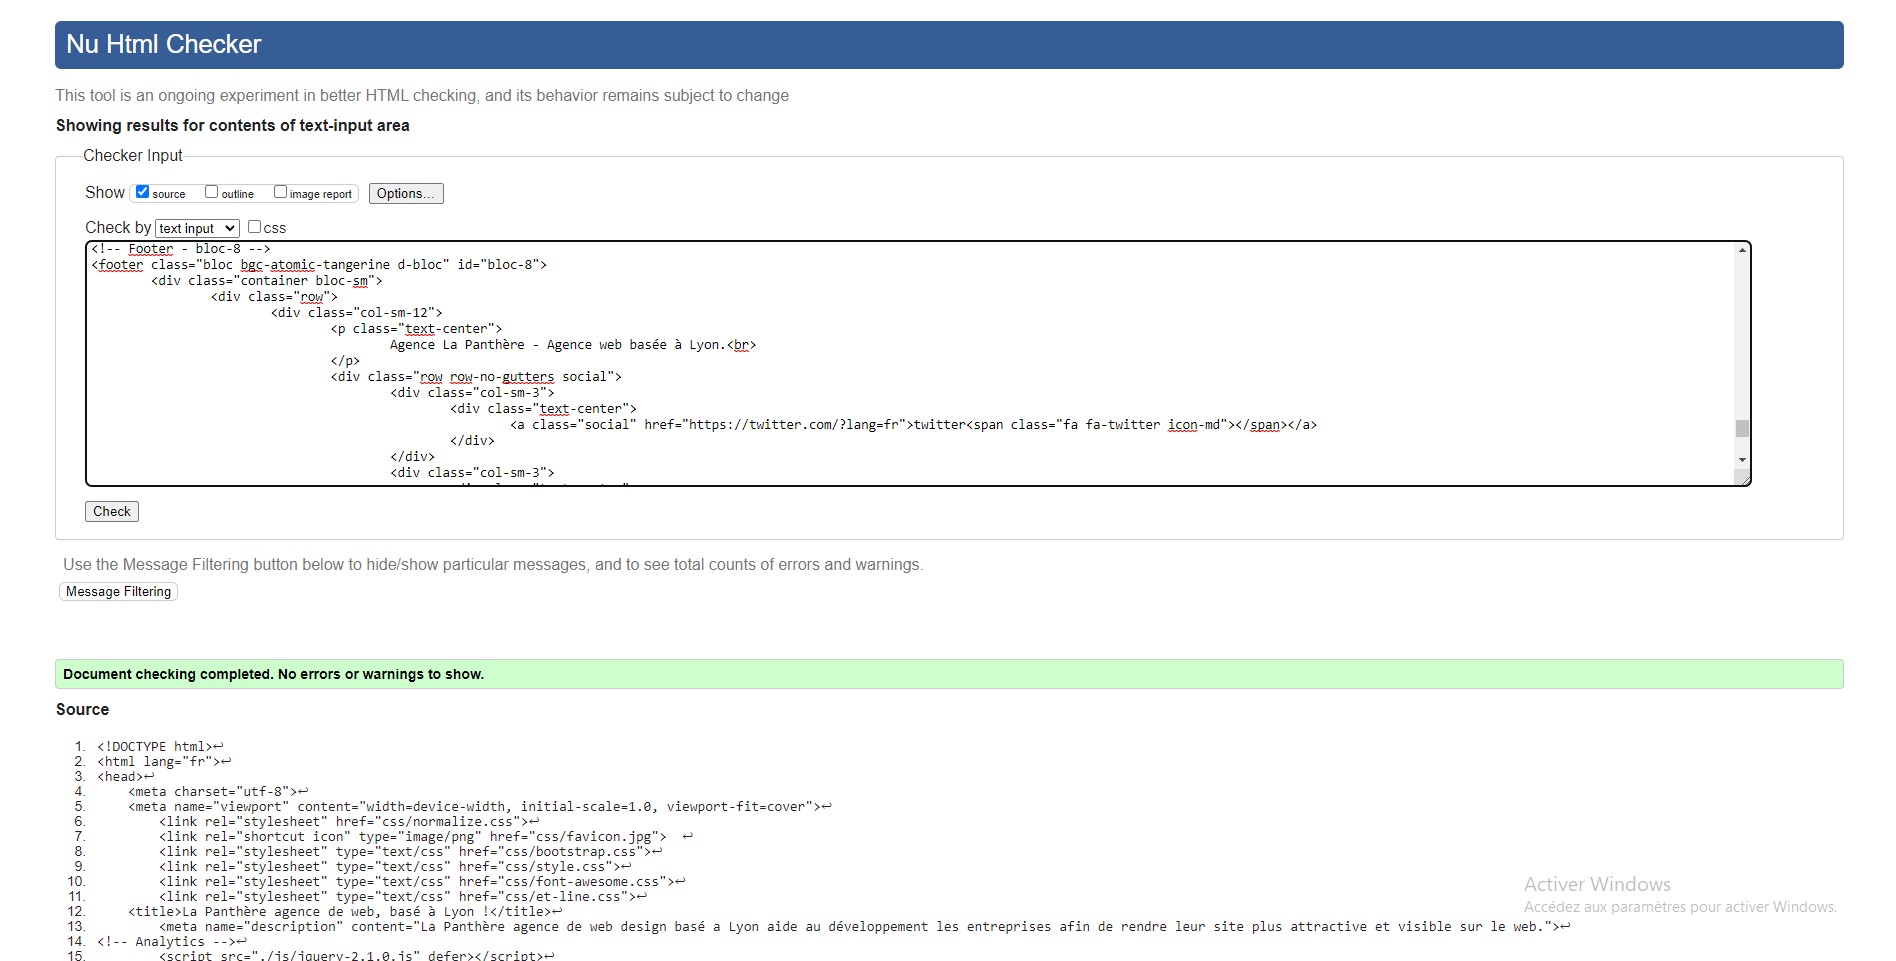 Nu Html Checker
This tool is an ongoing experiment in better HTML checking, and its behavior remains subject to change
Showing results for contents of text-input area
Checker Input
Show source outline image report Options...
Check by text input css
<!-- Footer - bloc-8 -->
<footer class="bloc bgc-atomic-tangerine d-bloc" id="bloc-8">
<div class="container bloc-sm">
<div class="row">
<div class="col-sm-12">
<p class="text-center">
Agence La Panthère - Agence web basée à Lyon.<br>
</p>
<div class="row row-no-gutters social">
<div class="col-sm-3">
<div class="text-center">
<a class="social" href="https://twitter.com/?lang=fr">twitter<span class="fa fa-twitter icon-md"></span></a>
</div>
</div>
<div class="col-sm-3">
Check
Use the Message Filtering button below to hide/show particular messages, and to see total counts of errors and warnings.
Message Filtering
Document checking completed. No errors or warnings to show.
Source
1. <!DOCTYPE html>↩
2. <html lang="fr">↩
3. <head>↩
4. <meta charset="utf-8">↩
5. <meta name="viewport" content="width=device-width, initial-scale=1.0, viewport-fit=cover">↩
6. <link rel="stylesheet" href="css/normalize.css">↩
7. <link rel="shortcut icon" type="image/png" href="css/favicon.jpg"> ↩
8. <link rel="stylesheet" type="text/css" href="css/bootstrap.css">↩
9. <link rel="stylesheet" type="text/css" href="css/style.css">↩
10. <link rel="stylesheet" type="text/css" href="css/font-awesome.css">↩
11. <link rel="stylesheet" type="text/css" href="css/et-line.css">↩
12. <title>La Panthère agence de web, basé à Lyon !</title>↩
13. <meta name="description" content="La Panthère agence de web design basé a Lyon aide au développement les entreprises afin de rendre leur site plus attractive et visible sur le web.">↩
14. <!-- Analytics -->↩
15. <script src="./js/jquery-2.1.0.js" defer></script>↩
Activer Windows
Accédez aux paramètres pour activer Windows.